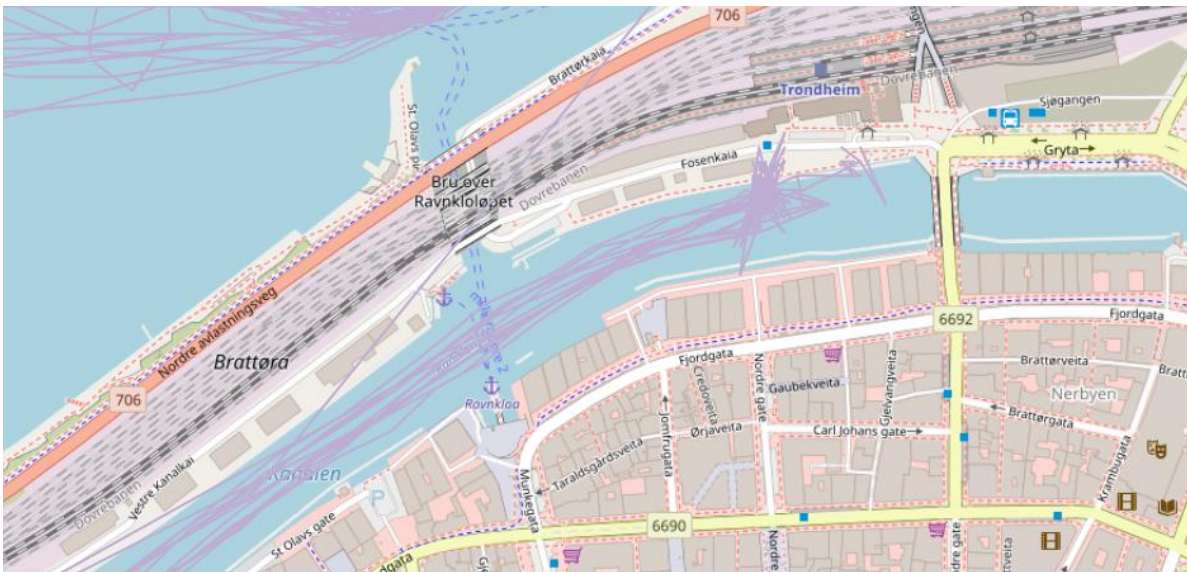 706
Brattørkaia
Dovrebanen
Trondheim
Sjøgangen
St. Olavs pir
Gryta
Fosenkaia
Bru over
Ravnkloløpet
Dovrebanen
Nordre avlastningsveg
6692
Fjordgata
Fjordgata
Brattøra
Brattørveita
Gaubekveita
Nordre gate
Credoveita
Gjelvangveita
Nerbyen
706
Ravnkloa
Brattørgata
Jomfrugata
Ørjaveita
Carl Johans gate
Taraldsgårdsveita
Krambugata
Kanalen
Vestre Kanalkai
Dovrebanen
P
Munkegata
St Olavs gate
6690
Nordre